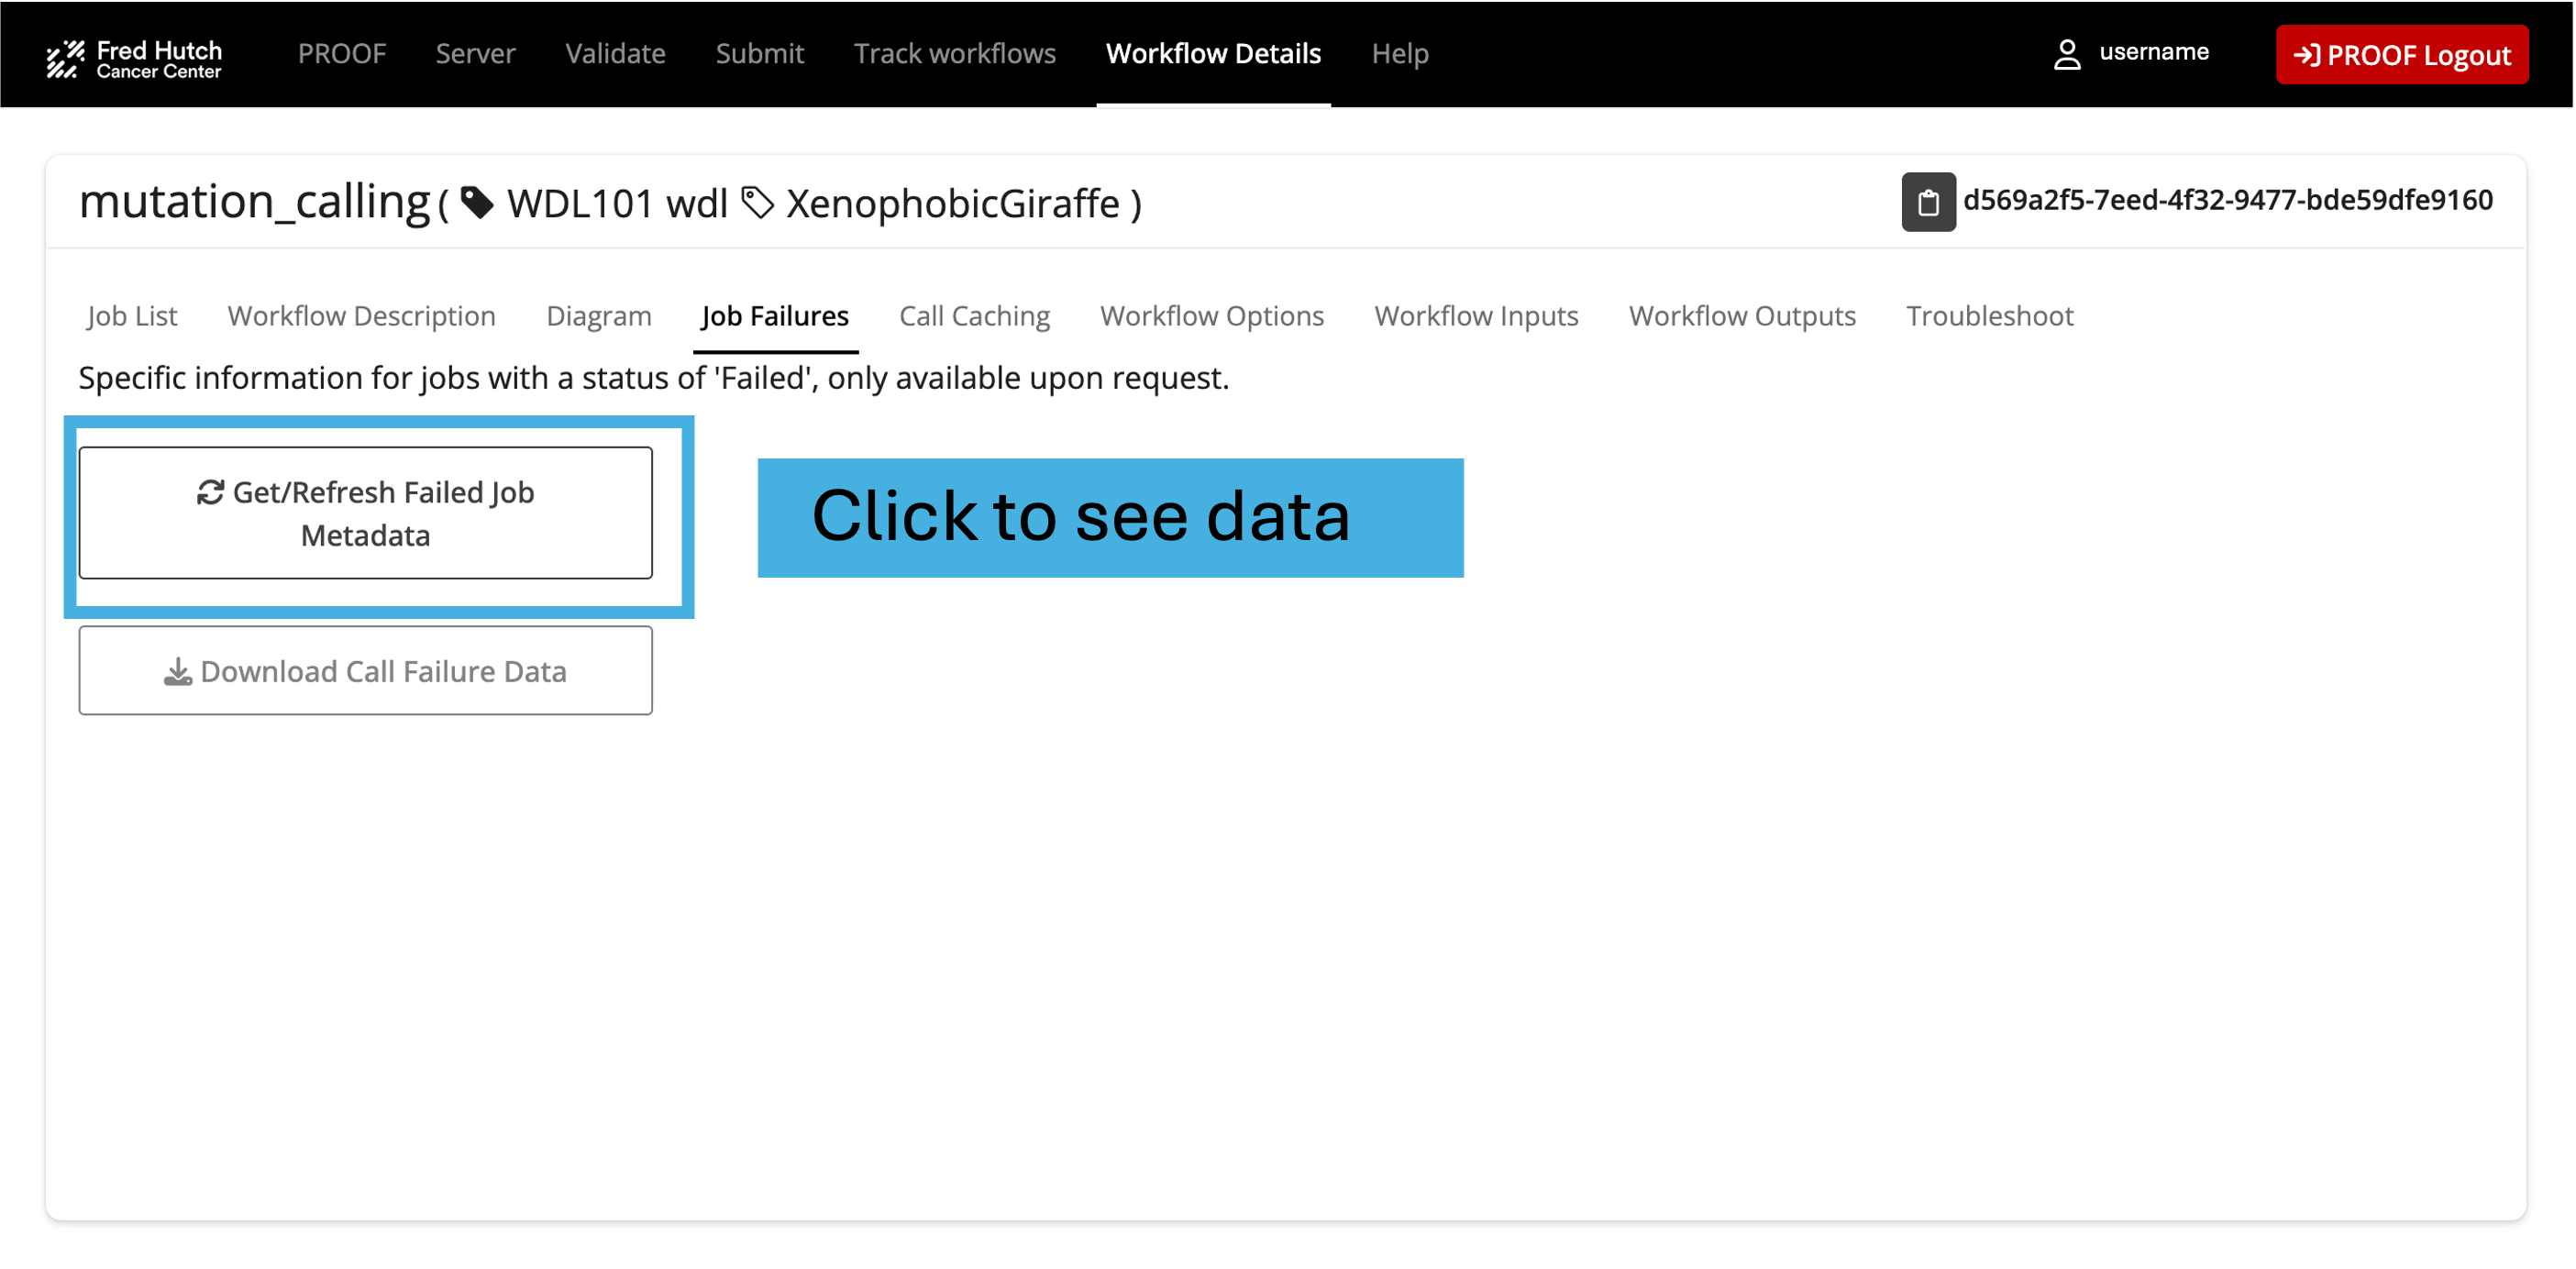 Fred Hutch
Cancer Center
PROOF Server Validate Submit Track workflows Workflow Details Help
username
PROOF Logout
mutation_calling ( WDL101 wdl XenophobicGiraffe )
d569a2f5-7eed-4f32-9477-bde59dfe9160
Job List Workflow Description Diagram Job Failures Call Caching Workflow Options Workflow Inputs Workflow Outputs Troubleshoot
Specific information for jobs with a status of 'Failed', only available upon request.
Get/Refresh Failed Job
Metadata
Click to see data
Download Call Failure Data